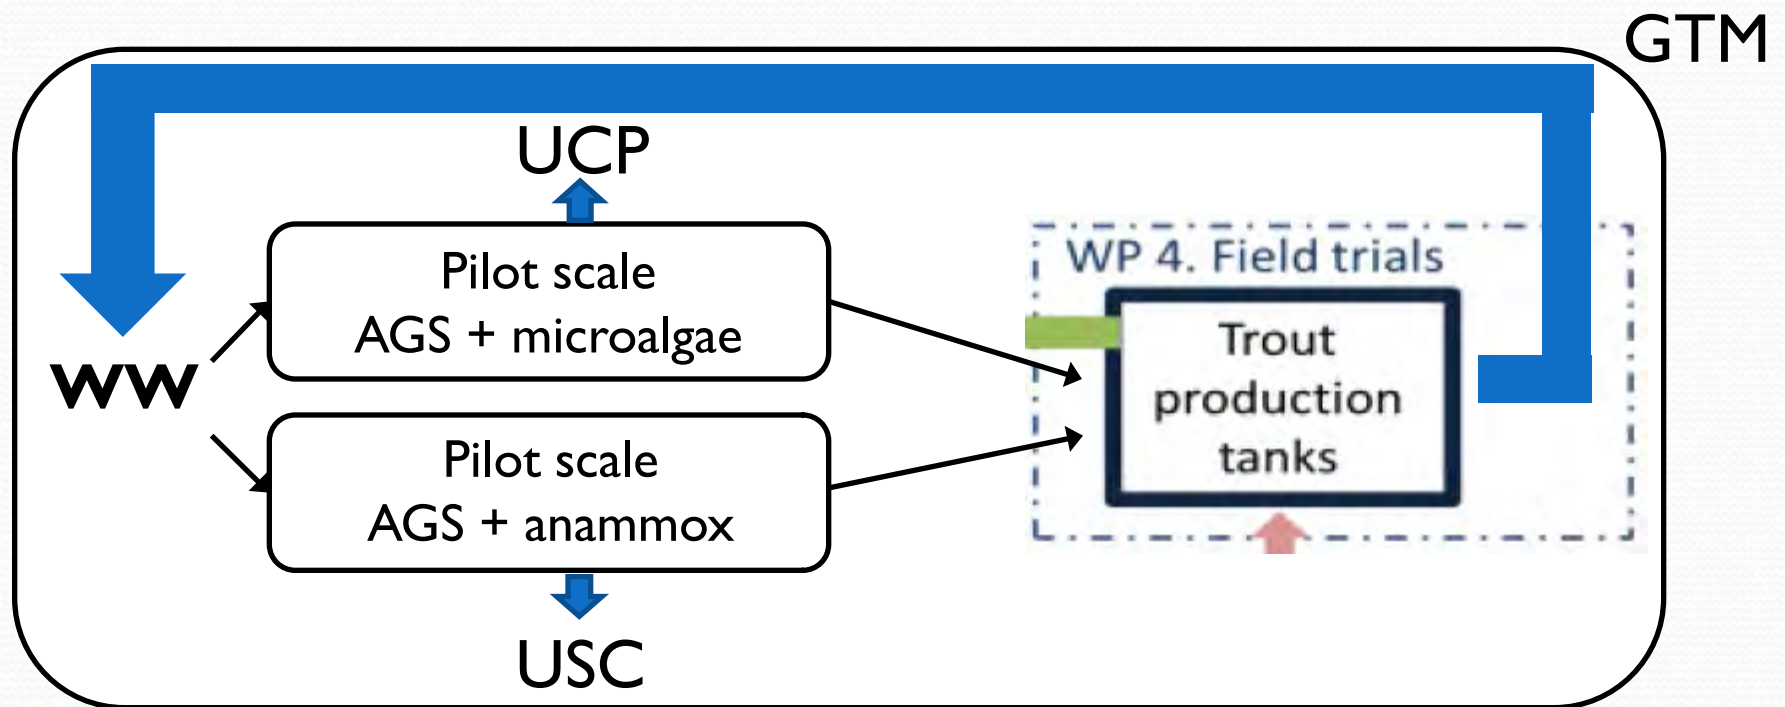 GTM
UCP
Pilot scale
AGS + microalgae
WW
Pilot scale
AGS + anammox
USC
WP 4. Field trials
Trout
production
tanks